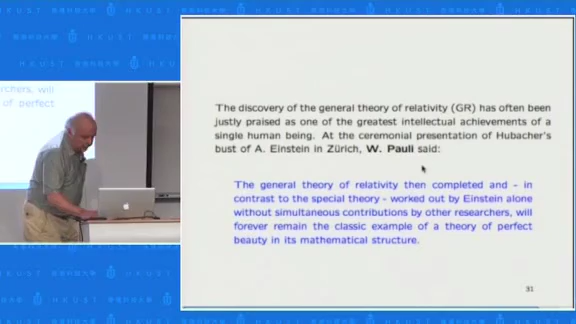 HKUST
The discovery of the general theory of relativity (GR) has often been
justly praised as one of the greatest intellectual achievements of a
single human being. At the ceremonial presentation of Hubacher's
bust of A. Einstein in Zürich, W. Pauli said:
The general theory of relativity then completed and - in
contrast to the special theory - worked out by Einstein alone
without simultaneous contributions by other researchers, will
forever remain the classic example of a theory of perfect
beauty in its mathematical structure.
31
rchers, will
of perfect